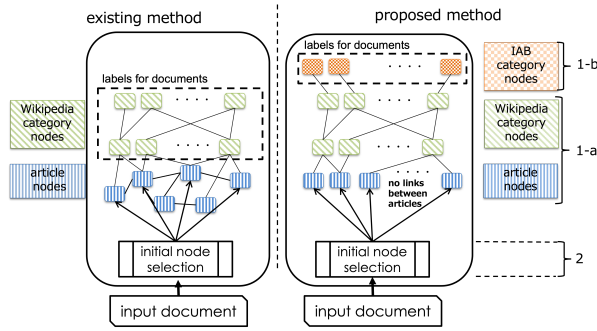 existing method
proposed method
labels for documents
labels for documents
IAB
category
nodes
1-b
Wikipedia
category
nodes
Wikipedia
category
nodes
1-a
article
nodes
article
nodes
no links
between
articles
initial node
selection
initial node
selection
2
input document
input document